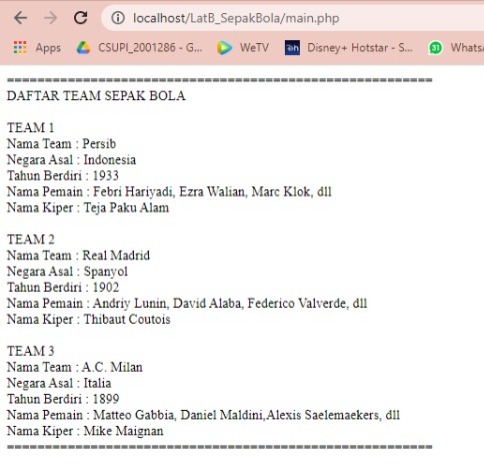 localhost/LatB_SepakBola/main.php
Apps CSUPI_2001286 - G... WeTV Disney+ Hotstar - S... Whats
==========================================================
DAFTAR TEAM SEPAK BOLA
TEAM 1
Nama Team : Persib
Negara Asal : Indonesia
Tahun Berdiri : 1933
Nama Pemain : Febri Hariyadi, Ezra Walian, Marc Klok, dll
Nama Kiper : Teja Paku Alam
TEAM 2
Nama Team : Real Madrid
Negara Asal : Spanyol
Tahun Berdiri : 1902
Nama Pemain : Andriy Lunin, David Alaba, Federico Valverde, dll
Nama Kiper : Thibaut Coutois
TEAM 3
Nama Team : A.C. Milan
Negara Asal : Italia
Tahun Berdiri : 1899
Nama Pemain : Matteo Gabbia, Daniel Maldini,Alexis Saelemaekers, dll
Nama Kiper : Mike Maignan
==========================================================